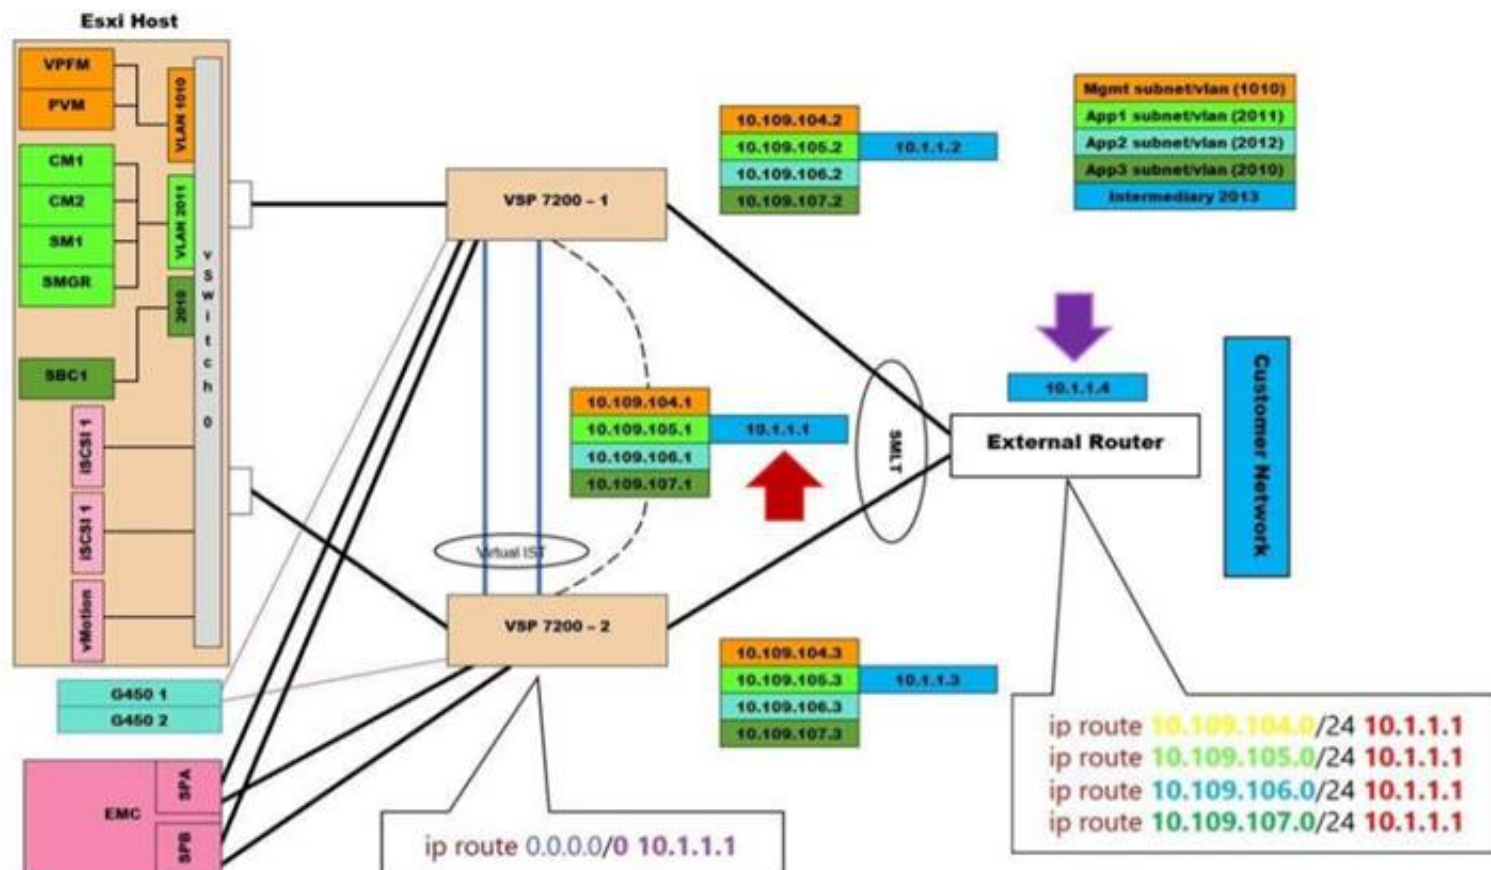 Esxi Host
VPFM
PVM
VLAN 1010
CM1
CM2
SM1
SMGR
VLAN 2011
2010
SBC1
vSwitch 0
iSCSI 1
iSCSI 1
vMotion
G450 1
G450 2
EMC
SPA
SPB
VSP 7200 – 1
10.109.104.2
10.109.105.2
10.1.1.2
10.109.106.2
10.109.107.2
Mgmt subnet/vlan (1010)
App1 subnet/vlan (2011)
App2 subnet/vlan (2012)
App3 subnet/vlan (2010)
Intermediary 2013
10.109.104.1
10.109.105.1
10.1.1.1
10.109.106.1
10.109.107.1
SMLT
10.1.1.4
External Router
Customer Network
Virtual IST
VSP 7200 – 2
10.109.104.3
10.109.105.3
10.1.1.3
10.109.106.3
10.109.107.3
ip route 0.0.0.0/0 10.1.1.1
ip route 10.109.104.0/24 10.1.1.1
ip route 10.109.105.0/24 10.1.1.1
ip route 10.109.106.0/24 10.1.1.1
ip route 10.109.107.0/24 10.1.1.1